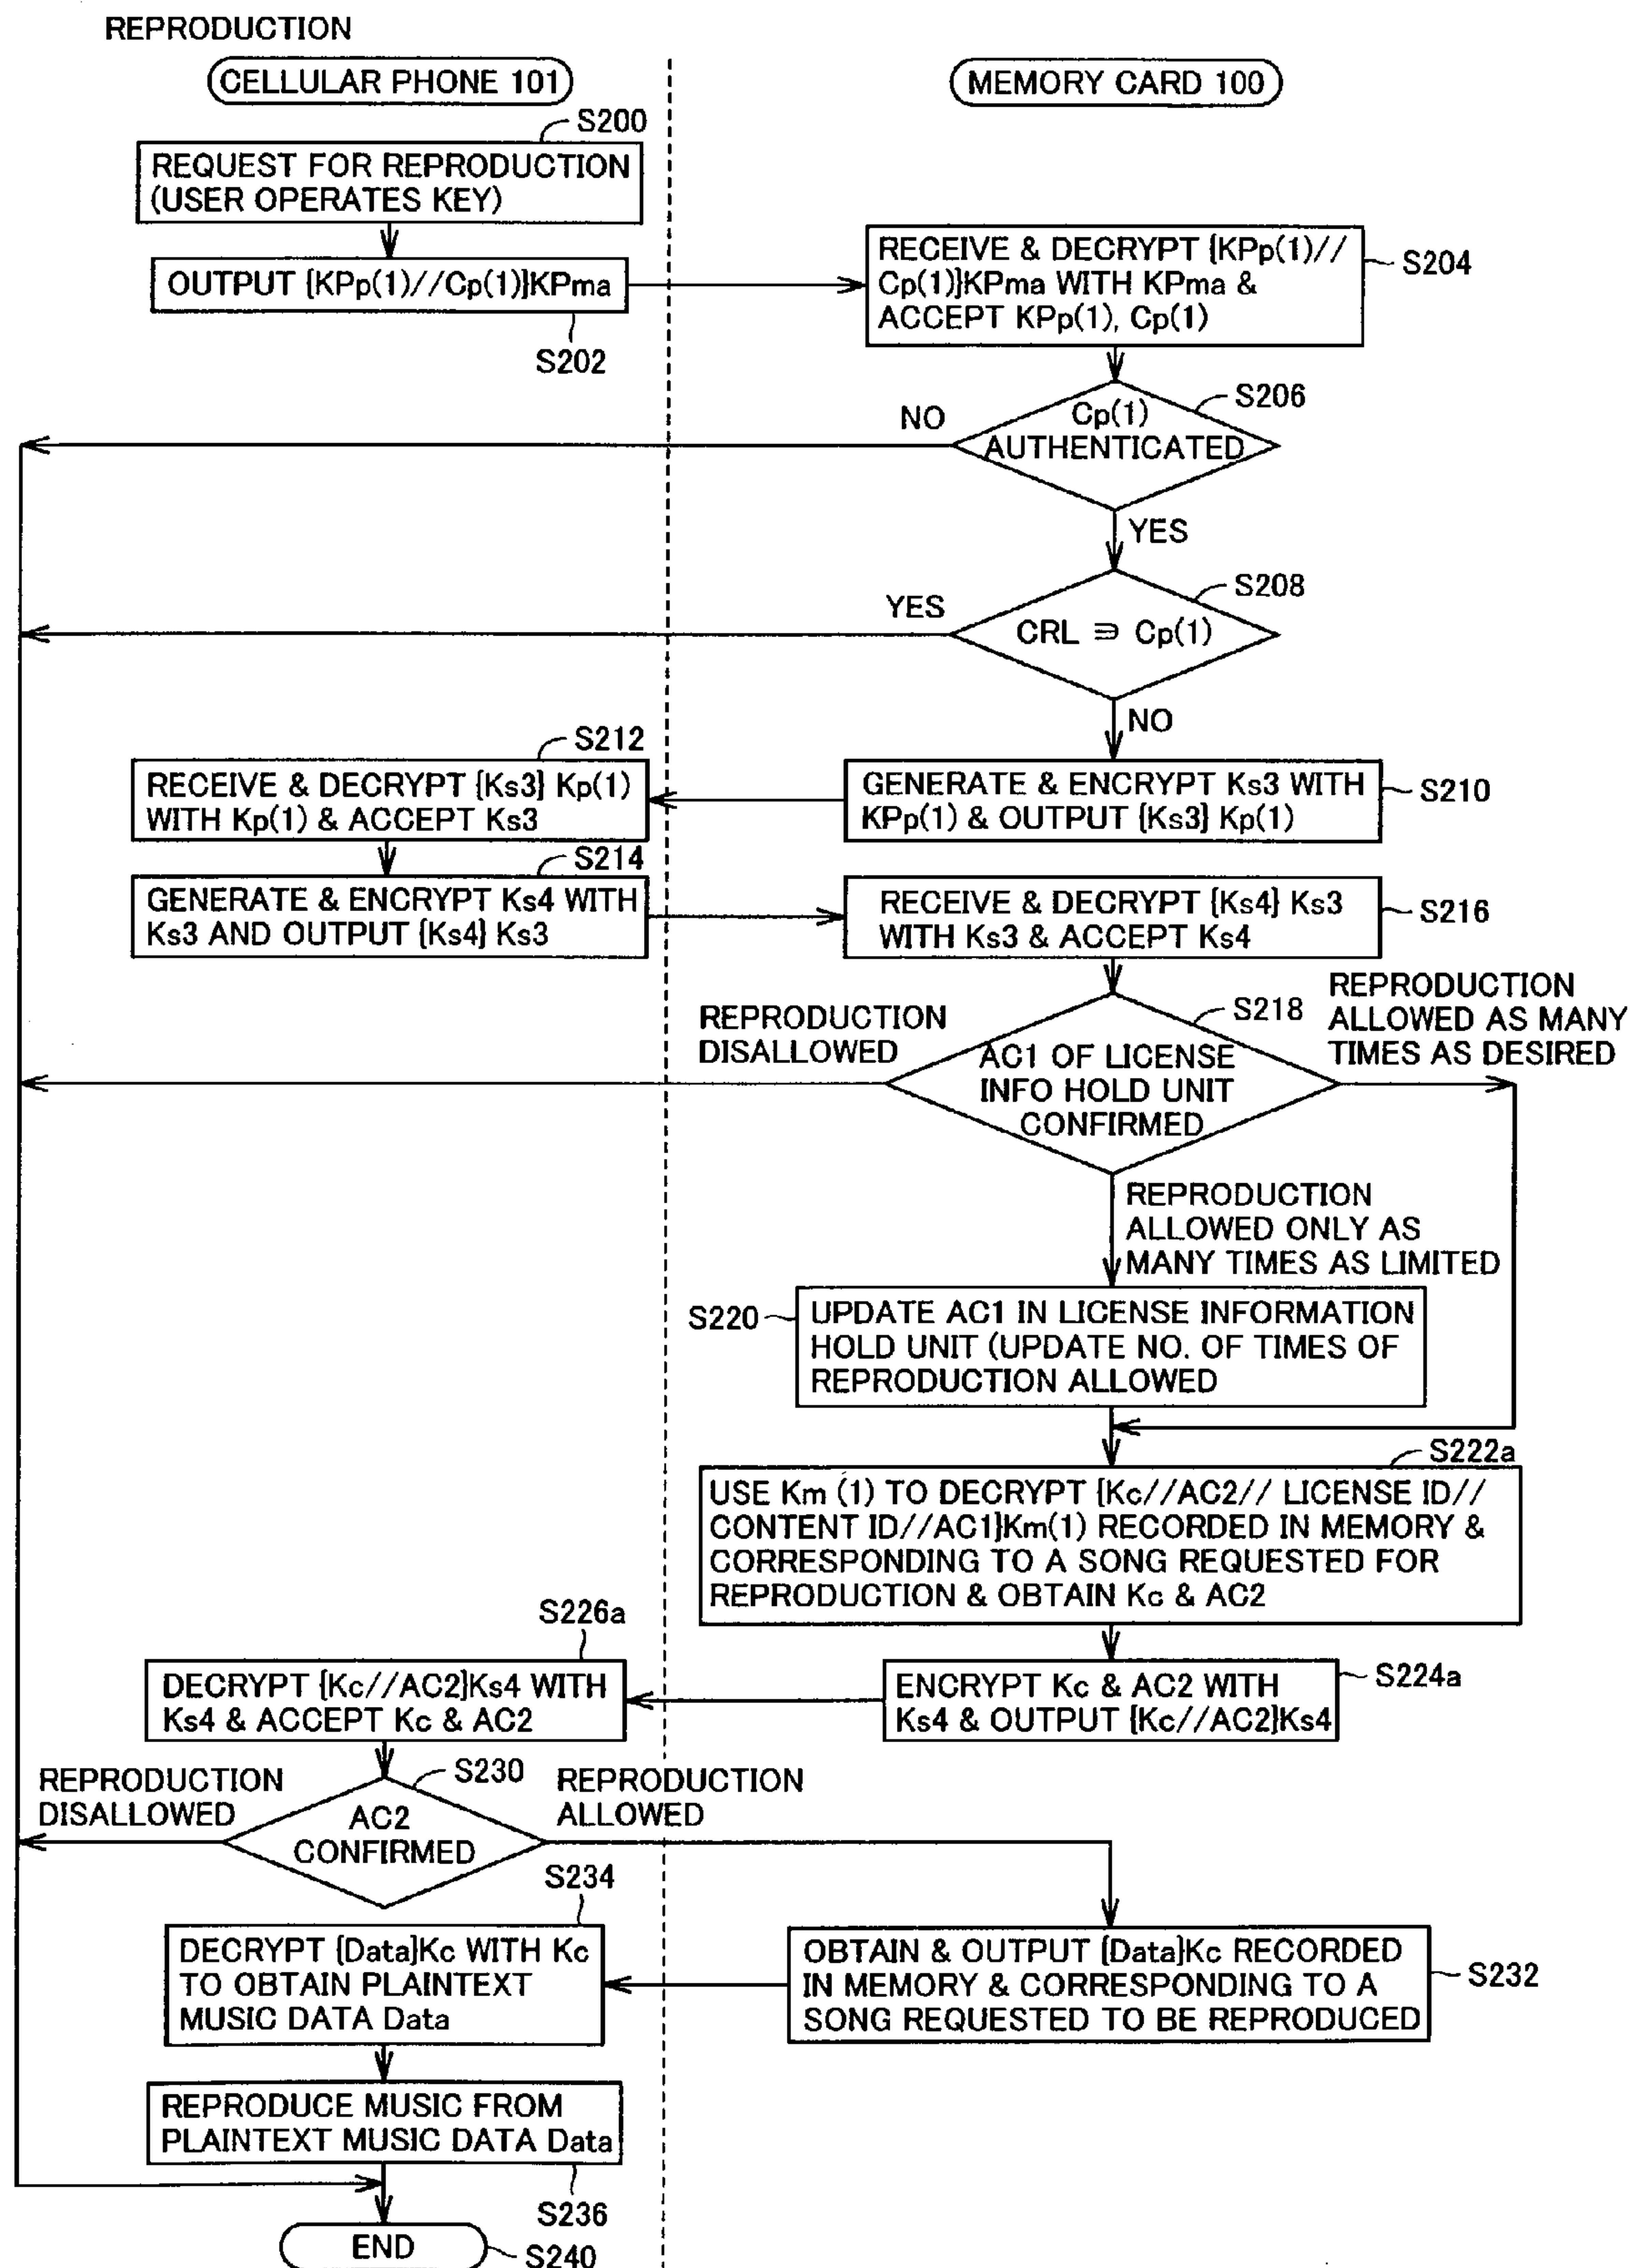 REPRODUCTION
CELLULAR PHONE 101
MEMORY CARD 100
S200
REQUEST FOR REPRODUCTION
(USER OPERATES KEY)
OUTPUT {KPp(1)//Cp(1)}KPma
S202
RECEIVE & DECRYPT {KPp(1)//
Cp(1)}KPma WITH KPma &
ACCEPT KPp(1), Cp(1)
S204
Cp(1)
AUTHENTICATED
S206
NO
YES
CRL ∋ Cp(1)
S208
YES
NO
S212
RECEIVE & DECRYPT {Ks3} Kp(1)
WITH Kp(1) & ACCEPT Ks3
GENERATE & ENCRYPT Ks3 WITH
KPp(1) & OUTPUT {Ks3} Kp(1)
S210
S214
GENERATE & ENCRYPT Ks4 WITH
Ks3 AND OUTPUT {Ks4} Ks3
RECEIVE & DECRYPT {Ks4} Ks3
WITH Ks3 & ACCEPT Ks4
S216
REPRODUCTION
DISALLOWED
AC1 OF LICENSE
INFO HOLD UNIT
CONFIRMED
S218
REPRODUCTION
ALLOWED AS MANY
TIMES AS DESIRED
REPRODUCTION
ALLOWED ONLY AS
MANY TIMES AS LIMITED
S220
UPDATE AC1 IN LICENSE INFORMATION
HOLD UNIT (UPDATE NO. OF TIMES OF
REPRODUCTION ALLOWED
S222a
USE Km (1) TO DECRYPT {Kc//AC2// LICENSE ID//
CONTENT ID//AC1}Km(1) RECORDED IN MEMORY &
CORRESPONDING TO A SONG REQUESTED FOR
REPRODUCTION & OBTAIN Kc & AC2
S226a
DECRYPT {Kc//AC2}Ks4 WITH
Ks4 & ACCEPT Kc & AC2
ENCRYPT Kc & AC2 WITH
Ks4 & OUTPUT {Kc//AC2}Ks4
S224a
REPRODUCTION
DISALLOWED
AC2
CONFIRMED
S230
REPRODUCTION
ALLOWED
S234
DECRYPT {Data}Kc WITH Kc
TO OBTAIN PLAINTEXT
MUSIC DATA Data
OBTAIN & OUTPUT {Data}Kc RECORDED
IN MEMORY & CORRESPONDING TO A
SONG REQUESTED TO BE REPRODUCED
S232
REPRODUCE MUSIC FROM
PLAINTEXT MUSIC DATA Data
S236
END
S240